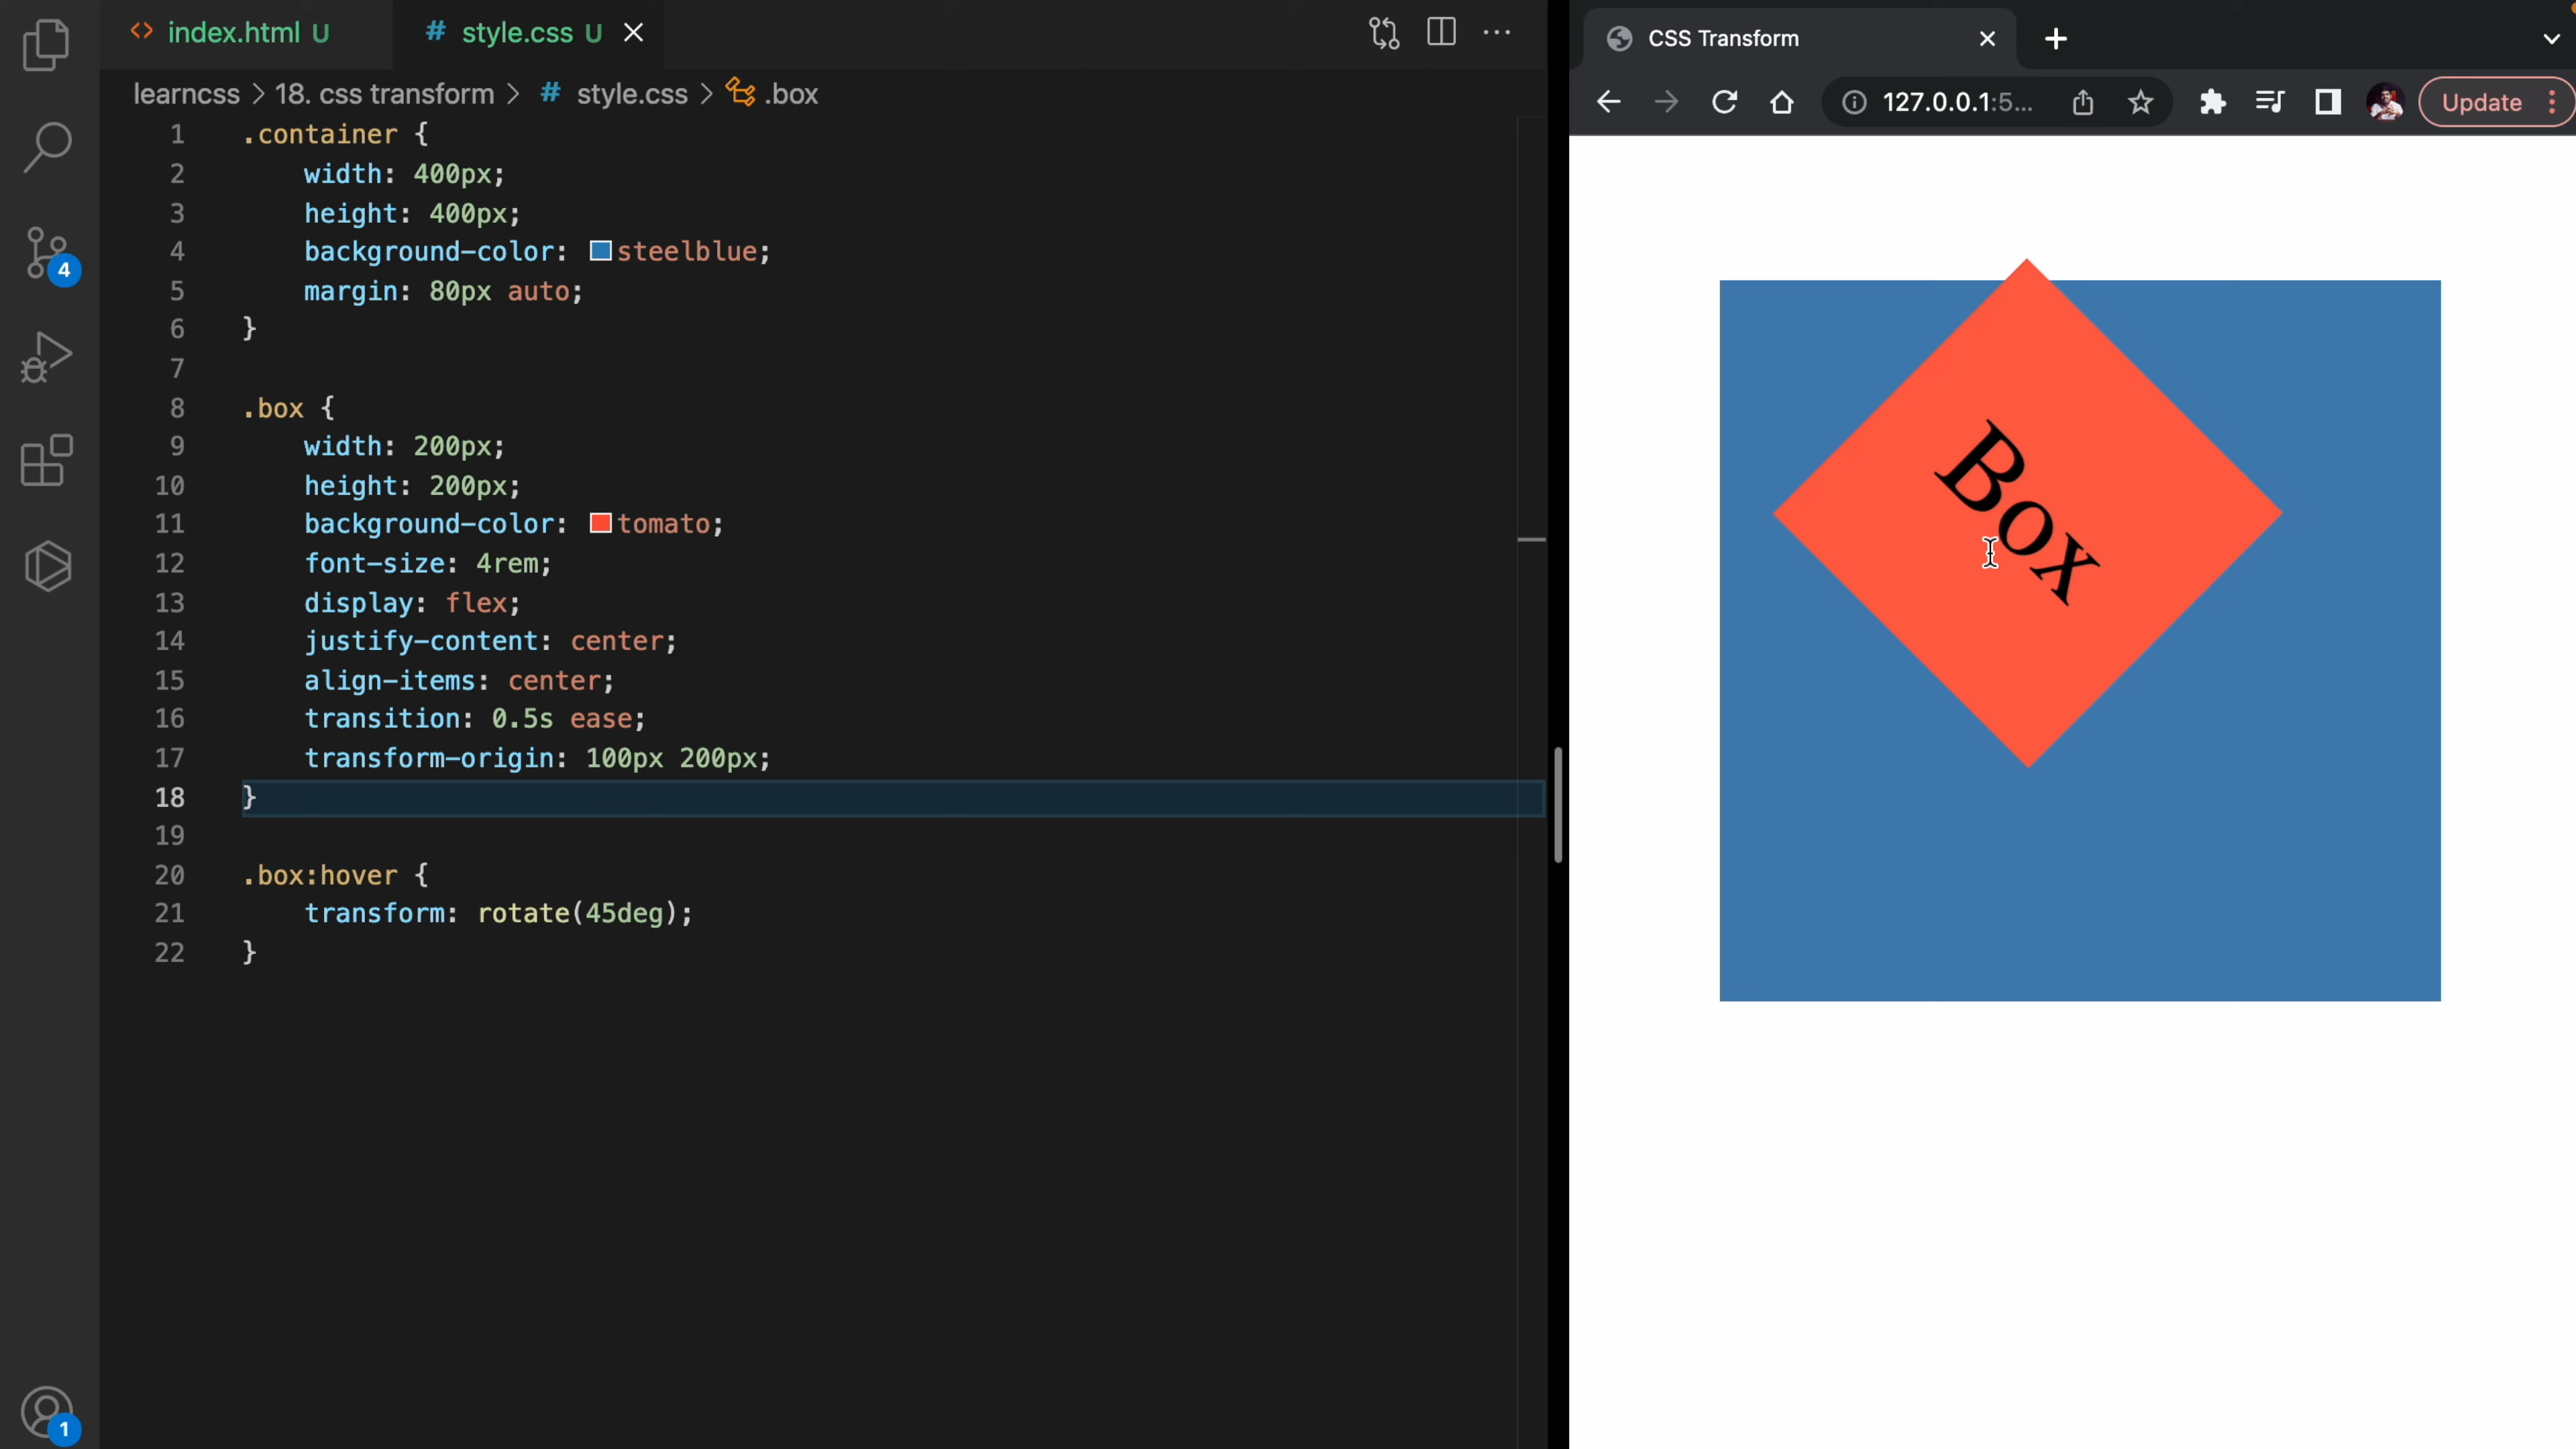 index.html U
style.css U
learncss > 18. css transform > # style.css > .box
1 .container {
2 width: 400px;
3 height: 400px;
4 background-color: steelblue;
5 margin: 80px auto;
6 }
7
8 .box {
9 width: 200px;
10 height: 200px;
11 background-color: tomato;
12 font-size: 4rem;
13 display: flex;
14 justify-content: center;
15 align-items: center;
16 transition: 0.5s ease;
17 transform-origin: 100px 200px;
18 }
19
20 .box:hover {
21 transform: rotate(45deg);
22 }
4
1
CSS Transform
127.0.0.1:5...
Update
Box